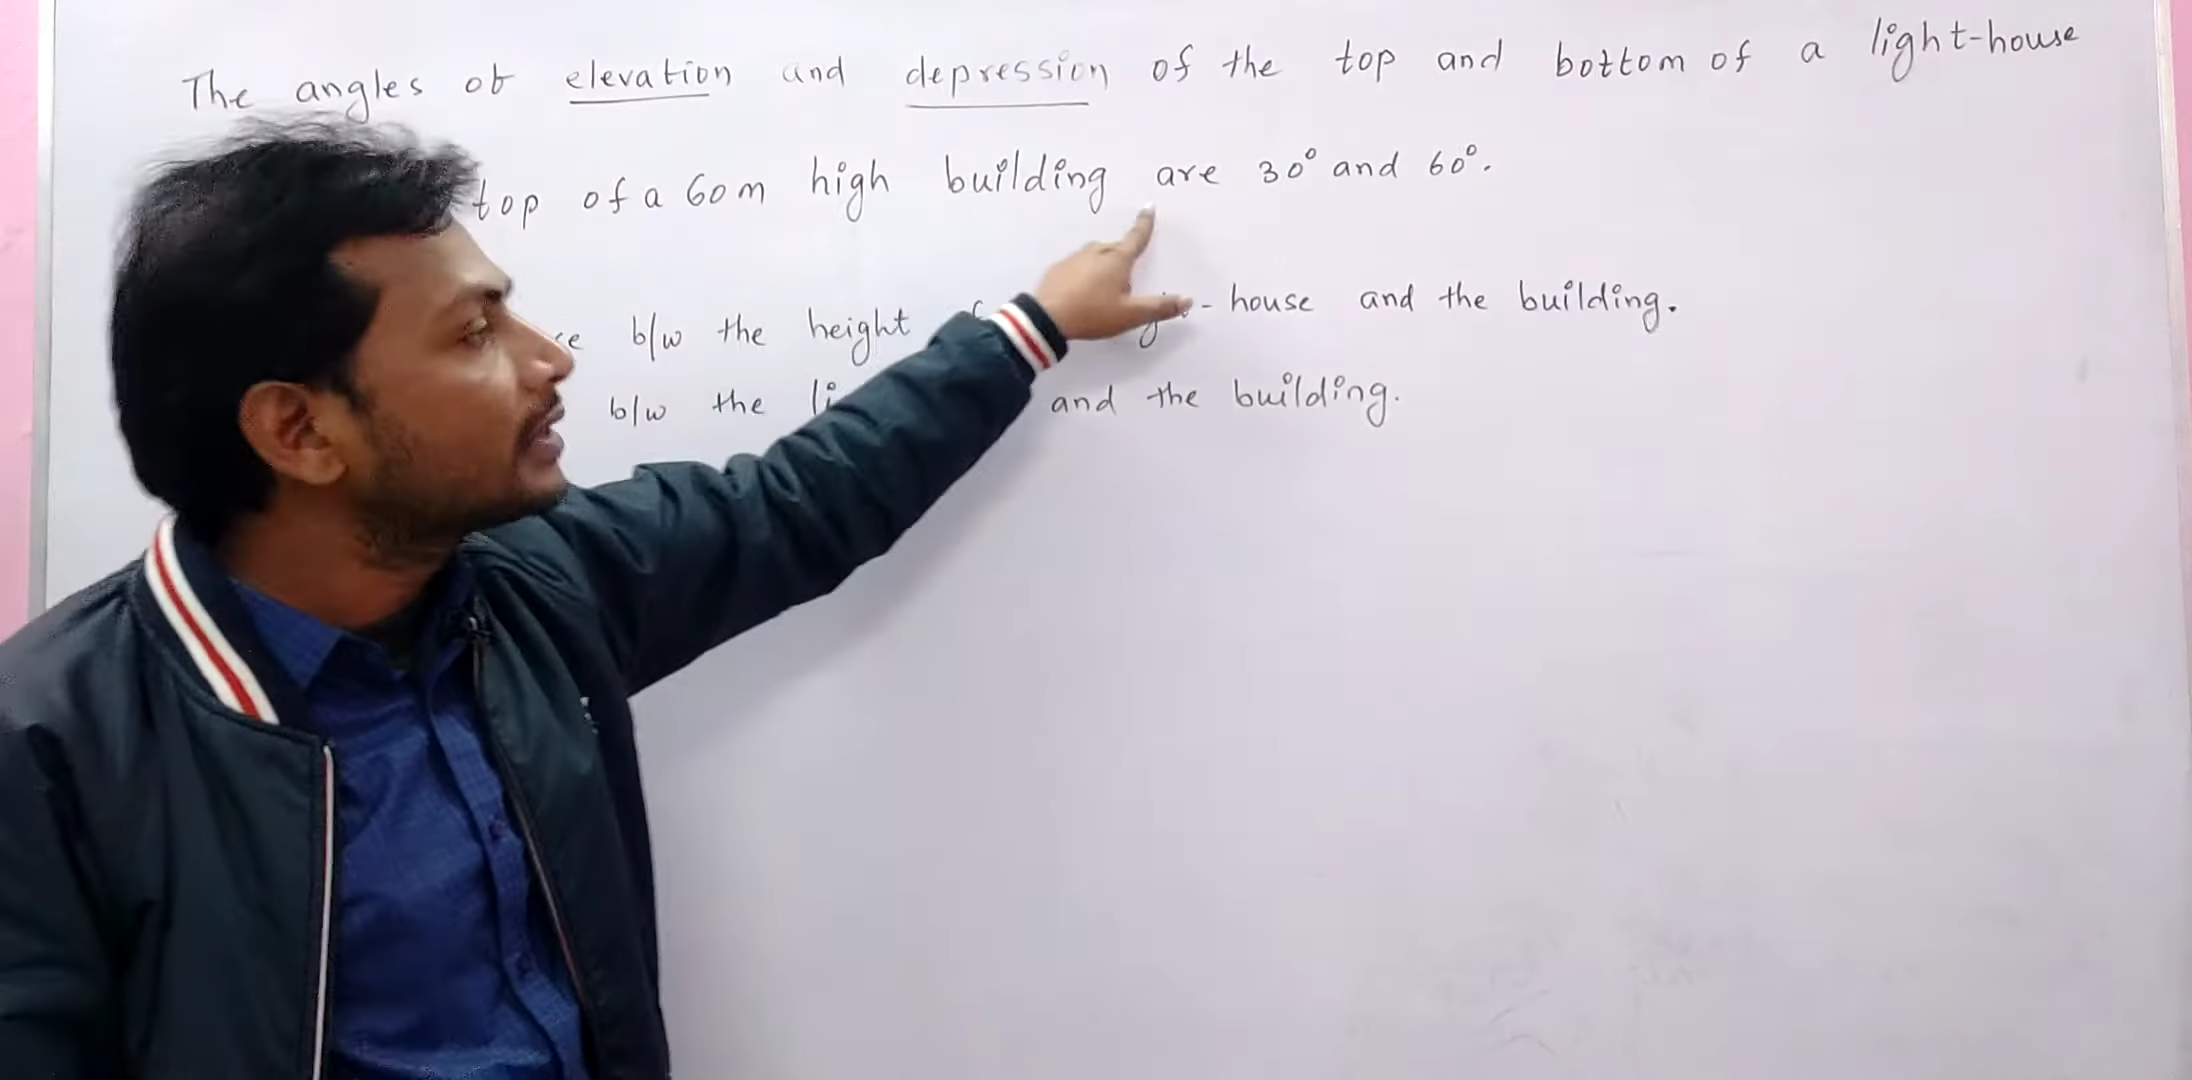 The angles of elevation and depression of the top and bottom of a light-house
top of a 60m high building are 30° and 60°.
b/w the height - house and the building.
b/w the and the building.